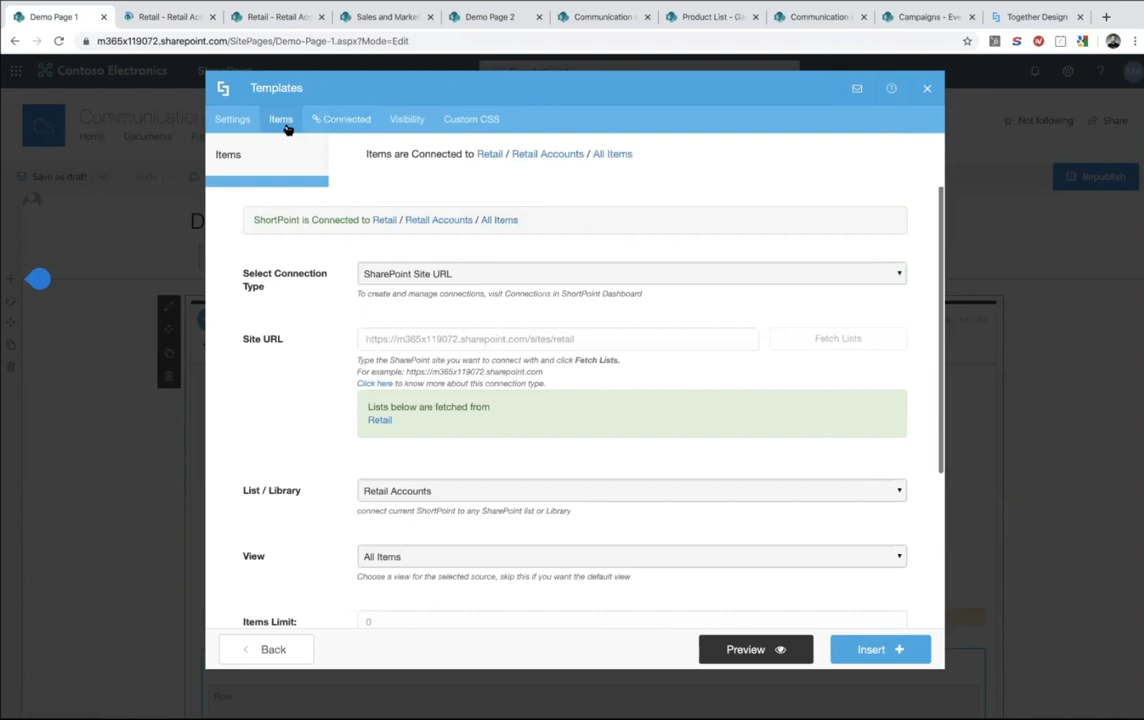 Demo Page 1
Retail - Retail Acc
Retail - Retail Acc
Sales and Marke
Demo Page 2
Communication s
Product List - Ga
Communication s
Campaigns - Eve
Together Design
m365x119072.sharepoint.com/SitePages/Demo-Page-1.aspx?Mode=Edit
Contoso Electronics
Templates
Settings
Items
Connected
Visibility
Custom CSS
Communication
Cs
Home
Documents
Not following
Share
Items
Items are Connected to Retail / Retail Accounts / All Items
Save as draft
Republish
ShortPoint is Connected to Retail / Retail Accounts / All Items
D
Select Connection
Type
SharePoint Site URL
To create and manage connections, visit Connections in ShortPoint Dashboard
Site URL
https://m365x119072.sharepoint.com/sites/retail
Fetch Lists
Type the SharePoint site you want to connect with and click Fetch Lists.
For example: https://m365x119072.sharepoint.com
Click here to know more about this connection type.
Lists below are fetched from
Retail
List / Library
Retail Accounts
connect current ShortPoint to any SharePoint list or Library
View
All Items
Choose a view for the selected source, skip this if you want the default view
Items Limit:
0
Back
Preview
Insert
Row